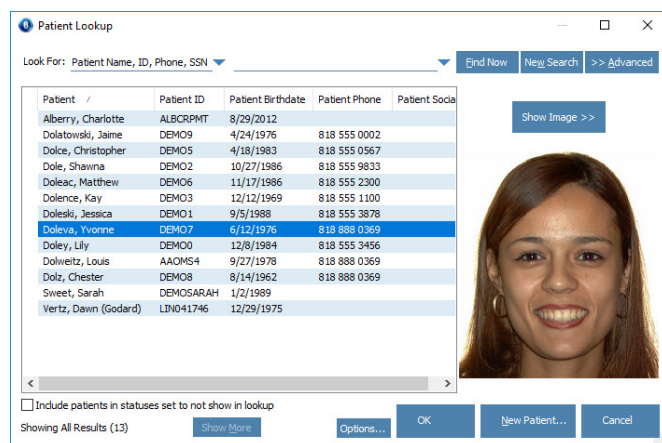 Patient Lookup
Look For: Patient Name, ID, Phone, SSN
Find Now New Search >> Advanced
Patient Patient ID Patient Birthdate Patient Phone Patient Socia
Alberry, Charlotte ALBCRPMT 8/29/2012
Dolatowski, Jaime DEMO9 4/24/1976 818 555 0002
Dolce, Christopher DEMO5 4/18/1983 818 555 0567
Dole, Shawna DEMO2 10/27/1986 818 555 9833
Doleac, Matthew DEMO6 11/17/1986 818 555 2300
Dolence, Kay DEMO3 12/12/1969 818 555 1100
Doleski, Jessica DEMO1 9/5/1988 818 555 3878
Doleva, Yvonne DEMO7 6/12/1976 818 888 0369
Doley, Lily DEMO0 12/8/1984 818 555 3456
Dolweitz, Louis AAOMS4 9/27/1978 818 888 0369
Dolz, Chester DEMO8 8/14/1962 818 888 0369
Sweet, Sarah DEMOSARAH 1/2/1989
Vertz, Dawn (Godard) LIN041746 12/29/1975
Show Image >>
Include patients in statuses set to not show in lookup
Showing All Results (13) Show More Options... OK New Patient... Cancel